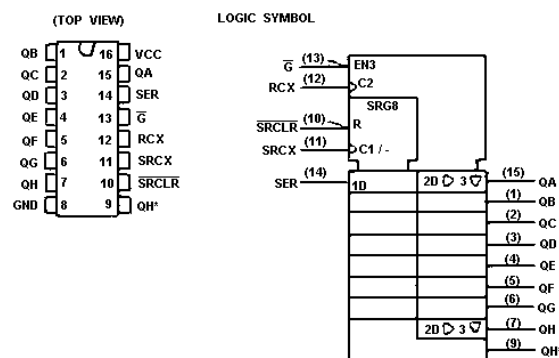 (TOP VIEW)
QB 1 16 VCC
QC 2 15 QA
QD 3 14 SER
QE 4 13 G
QF 5 12 RCX
QG 6 11 SRCX
QH 7 10 SRCLR
GND 8 9 QH*
LOGIC SYMBOL
G (13) EN3
RCX (12) C2
SRG8
SRCLR (10) R
SRCX (11) C1 / -
SER (14) 1D 2D 3 (15) QA
(1) QB
(2) QC
(3) QD
(4) QE
(5) QF
(6) QG
2D 3 (7) QH
(9) QH*